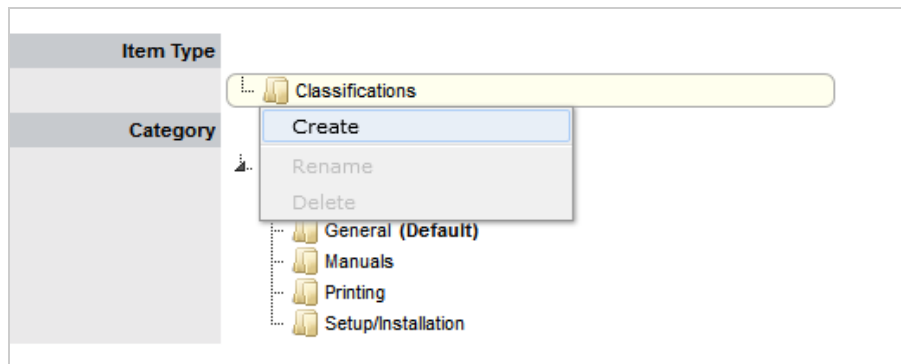 Item Type
Classifications
Category
Create
Rename
Delete
General (Default)
Manuals
Printing
Setup/Installation